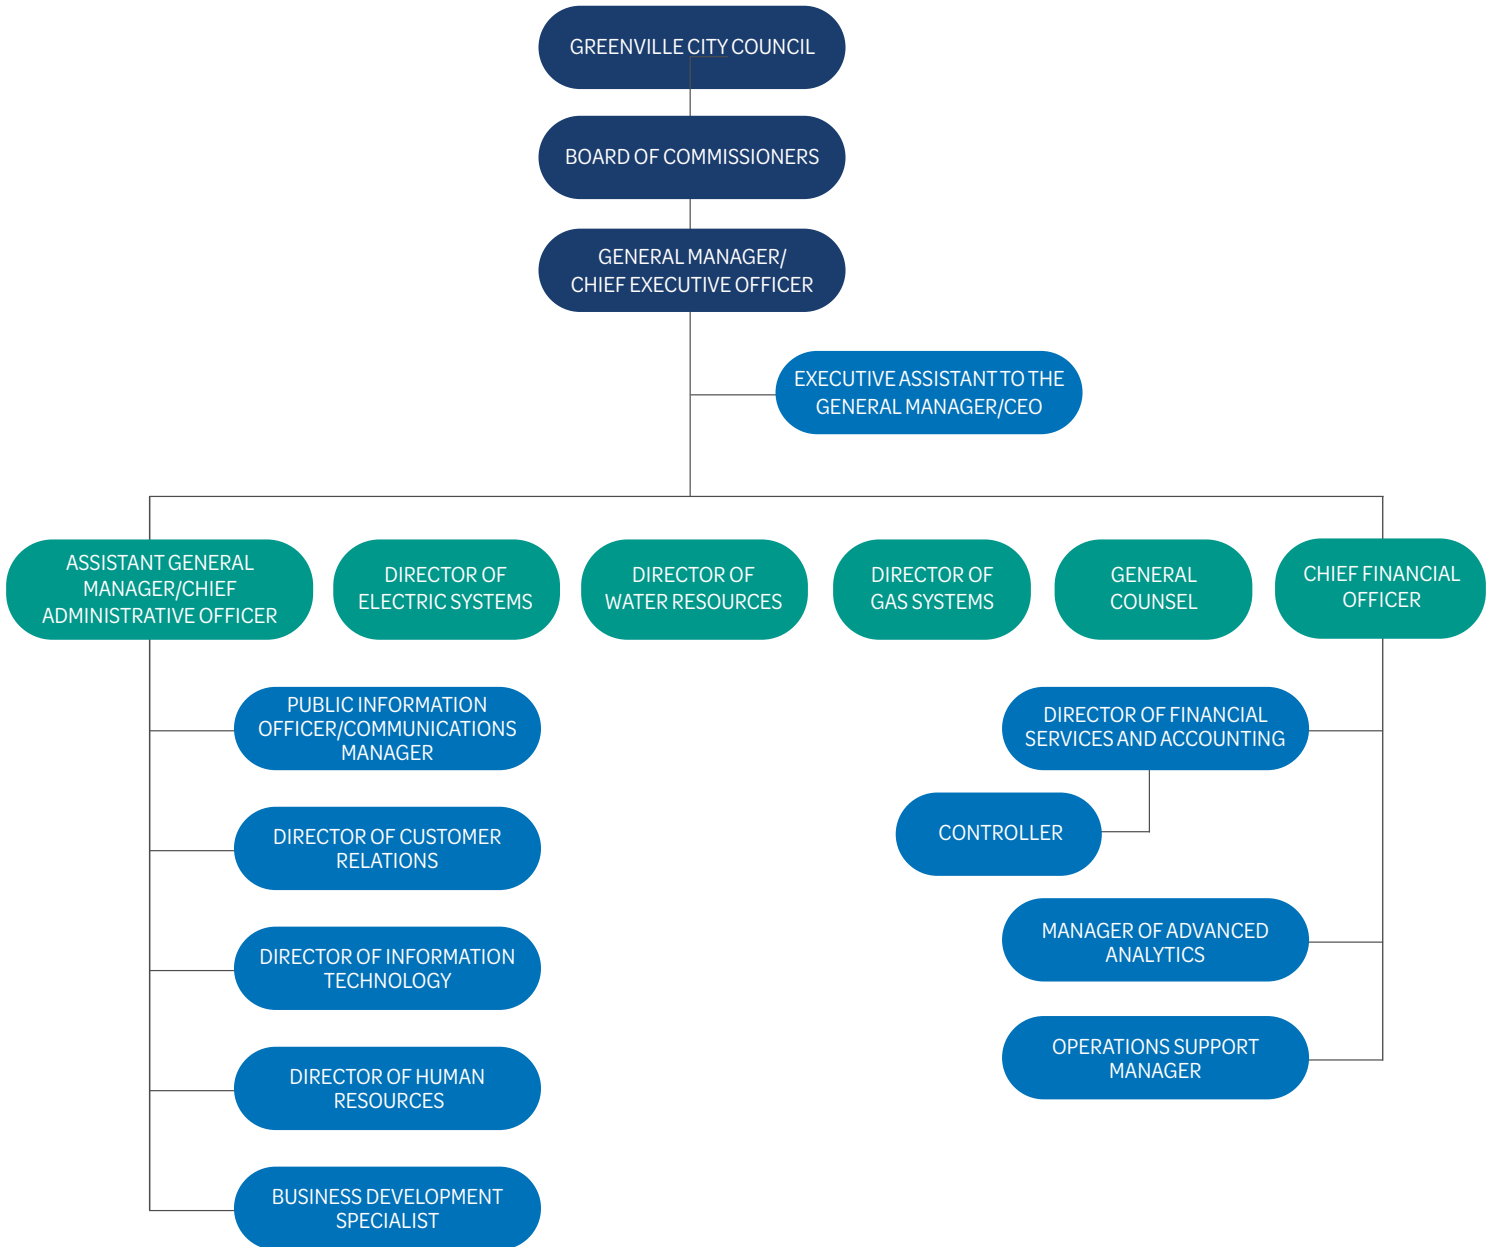 GREENVILLE CITY COUNCIL
BOARD OF COMMISSIONERS
GENERAL MANAGER/
CHIEF EXECUTIVE OFFICER
EXECUTIVE ASSISTANT TO THE
GENERAL MANAGER/CEO
ASSISTANT GENERAL
MANAGER/CHIEF
ADMINISTRATIVE OFFICER
DIRECTOR OF
ELECTRIC SYSTEMS
DIRECTOR OF
WATER RESOURCES
DIRECTOR OF
GAS SYSTEMS
GENERAL
COUNSEL
CHIEF FINANCIAL
OFFICER
PUBLIC INFORMATION
OFFICER/COMMUNICATIONS
MANAGER
DIRECTOR OF CUSTOMER
RELATIONS
DIRECTOR OF INFORMATION
TECHNOLOGY
DIRECTOR OF HUMAN
RESOURCES
BUSINESS DEVELOPMENT
SPECIALIST
DIRECTOR OF FINANCIAL
SERVICES AND ACCOUNTING
CONTROLLER
MANAGER OF ADVANCED
ANALYTICS
OPERATIONS SUPPORT
MANAGER